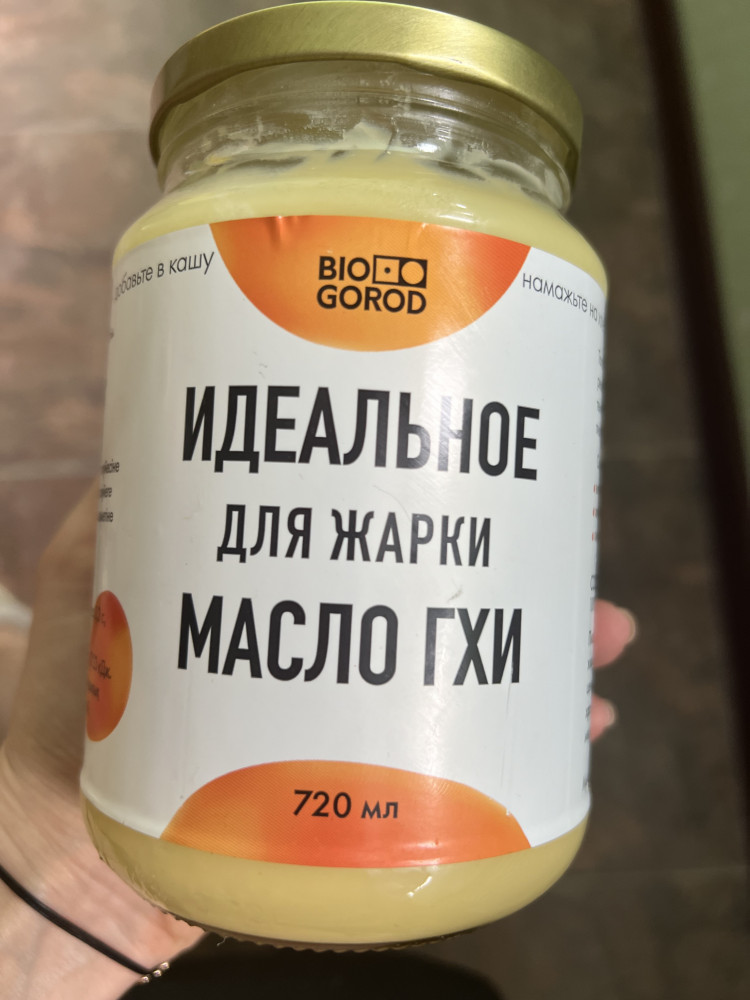 BIO
GOROD
добавьте в кашу
намажьте на
ИДЕАЛЬНОЕ
ДЛЯ ЖАРКИ
МАСЛО ГХИ
720 мл